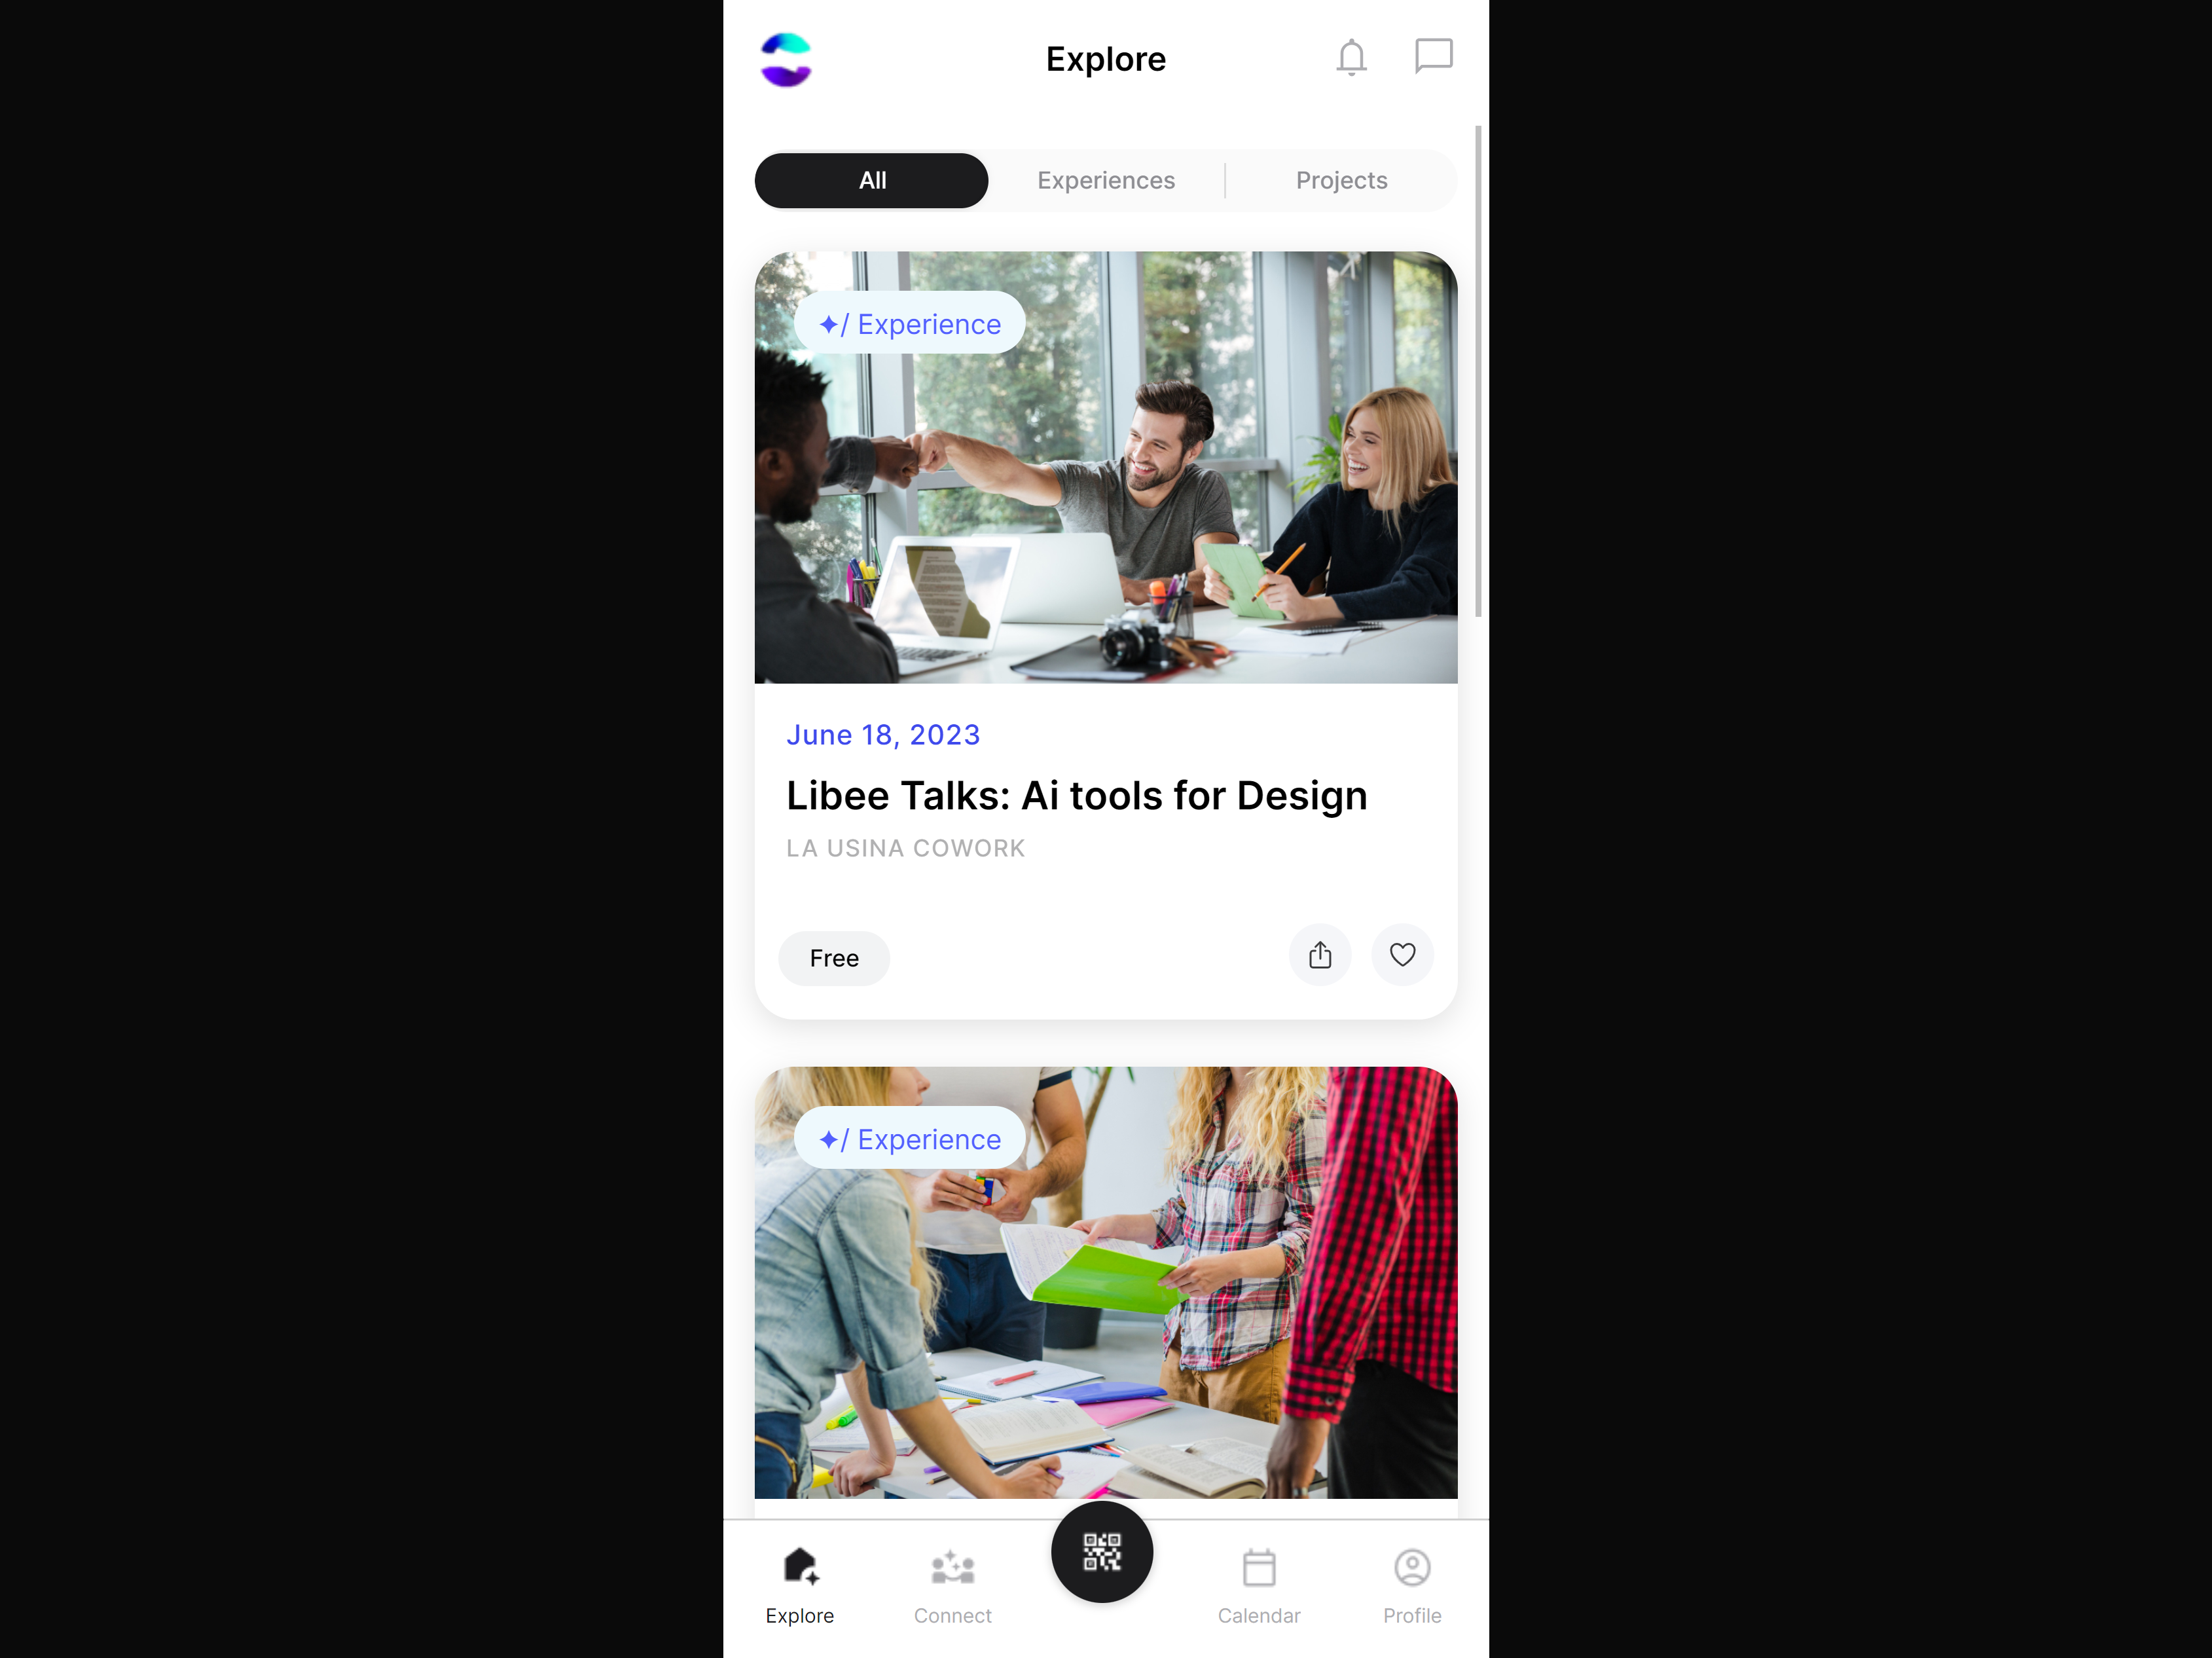 Explore
All
Experiences
Projects
✦/ Experience
June 18, 2023
Libee Talks: Ai tools for Design
LA USINA COWORK
Free
✦/ Experience
Explore
Connect
Calendar
Profile